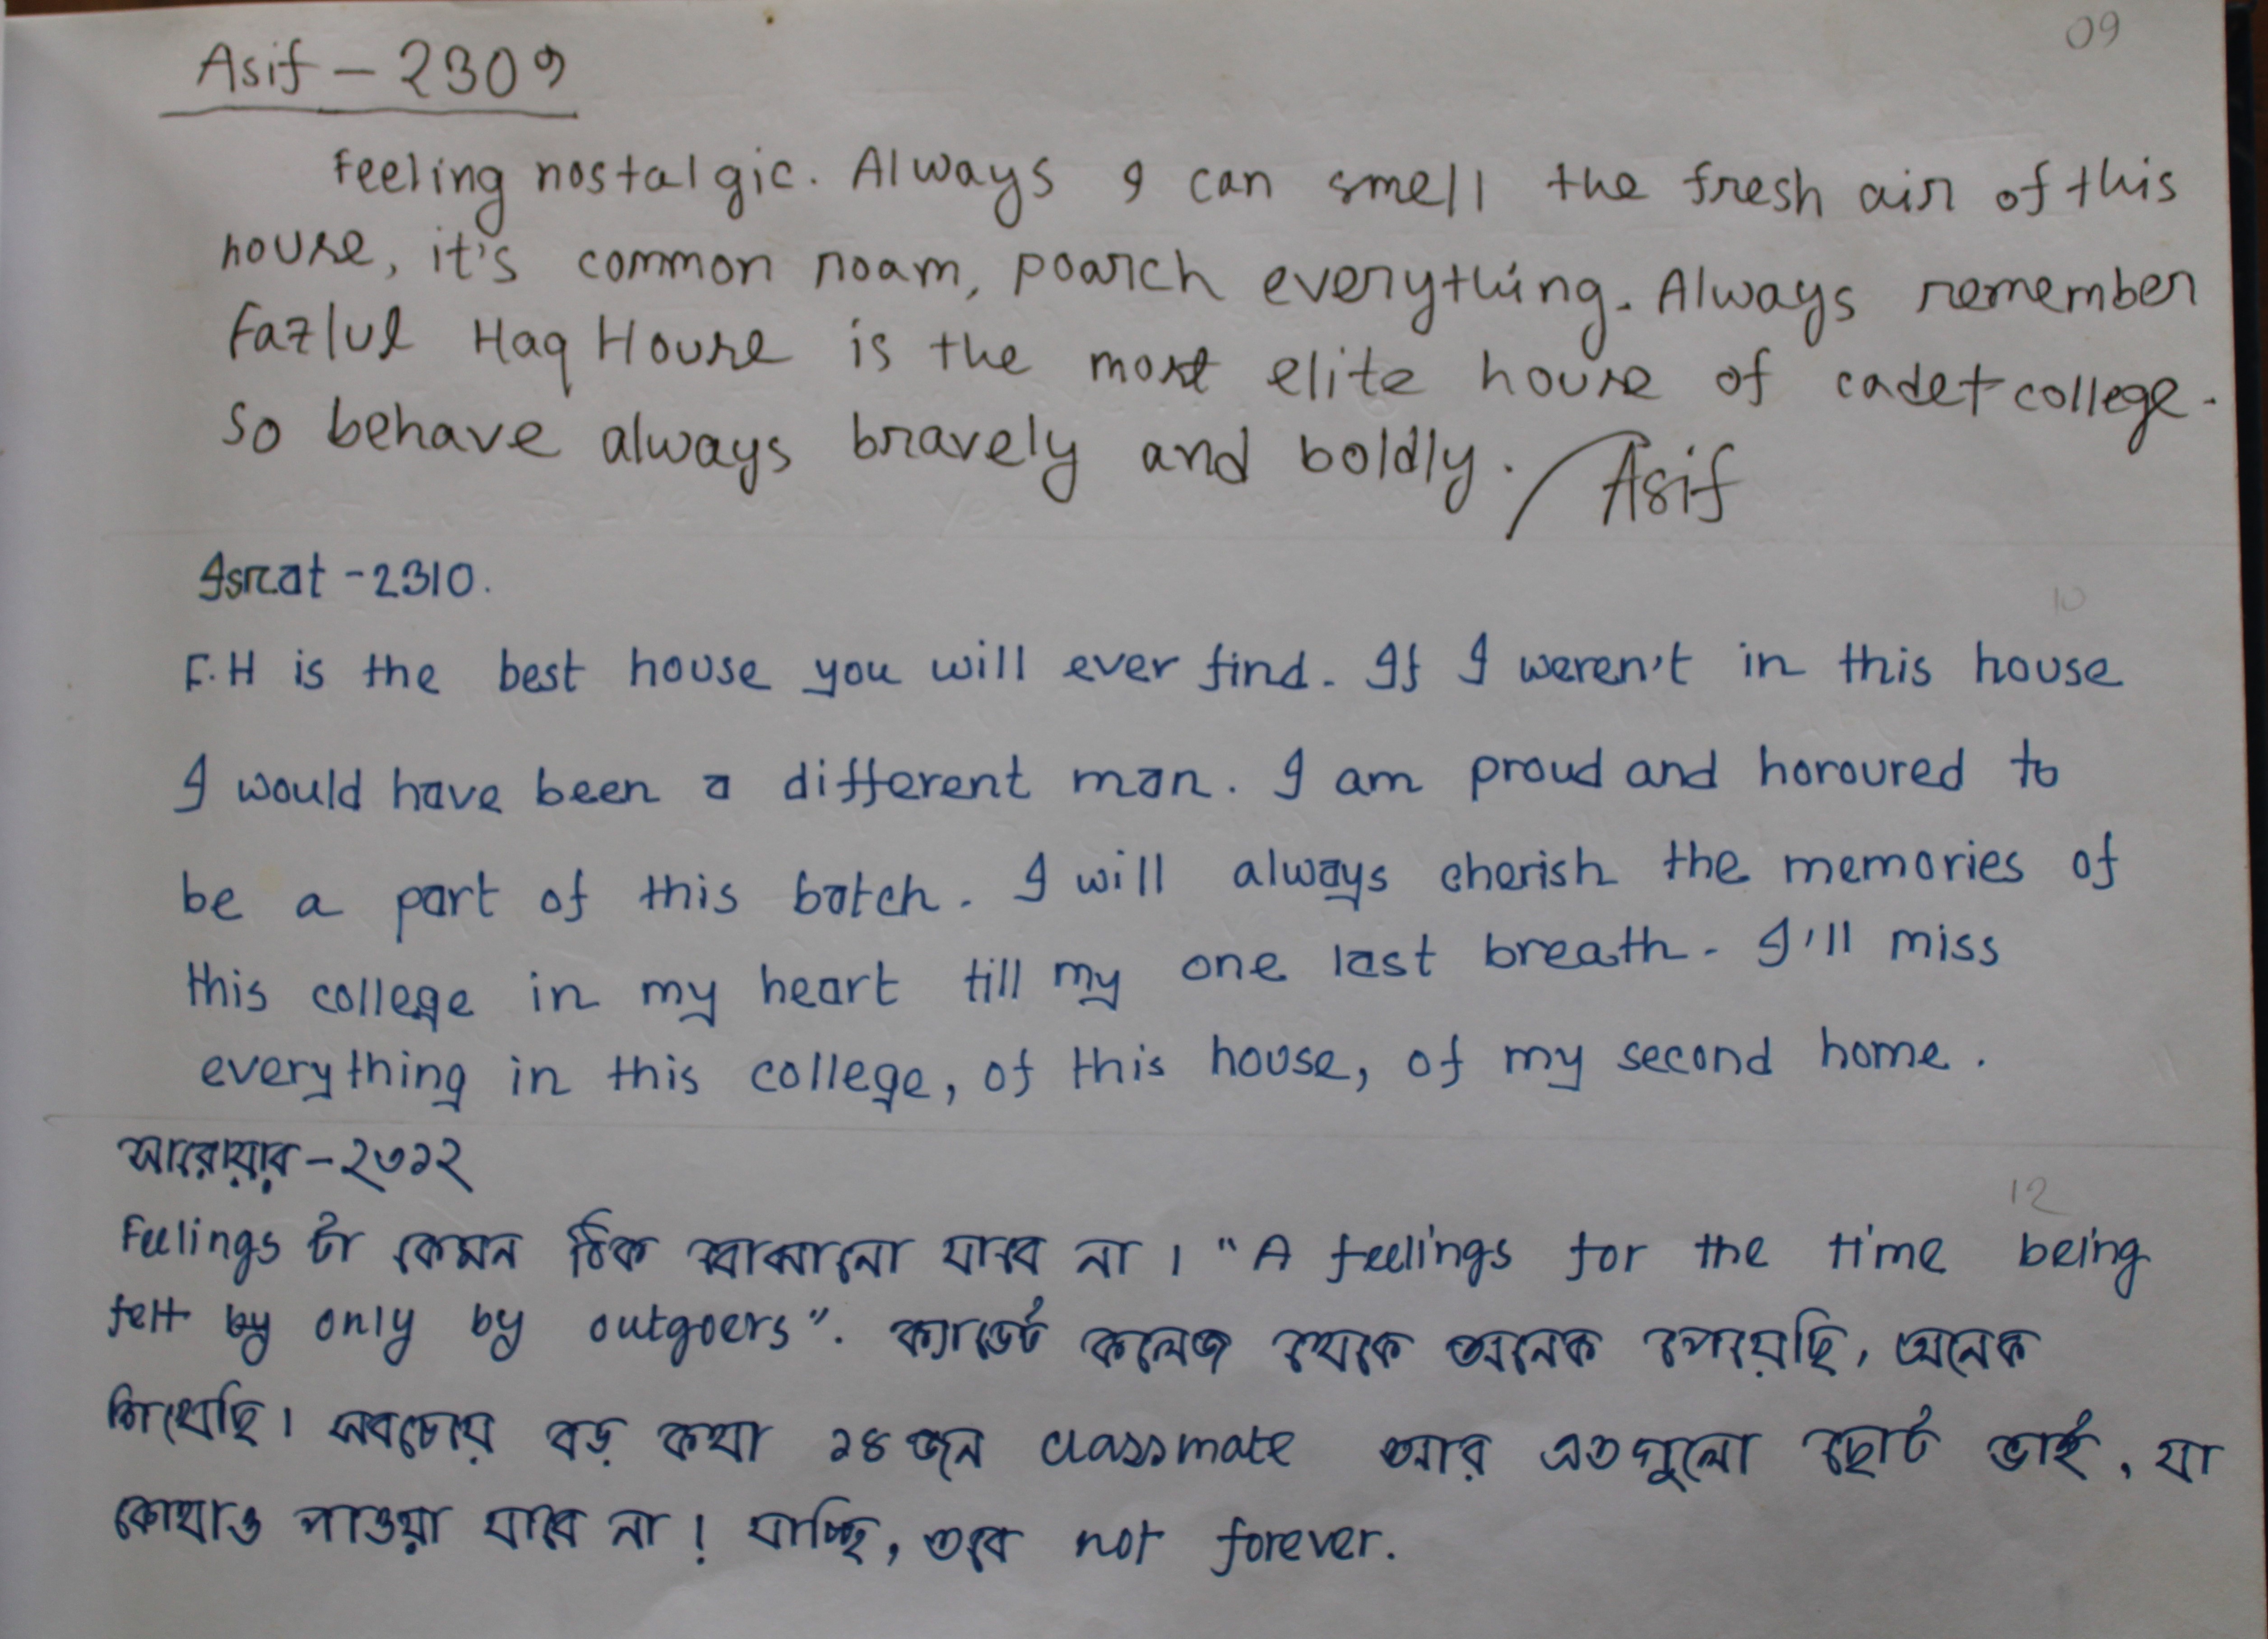 09
Asif - 2309
Feeling nostalgic. Always I can smell the fresh air of this
house, it's common roam, poarch everything. Always remember
Fazlul Haq House is the most elite house of cadet college.
So behave always bravely and boldly. Asif
Israt - 2310.
10
F.H is the best house you will ever find. If I weren't in this house
I would have been a different man. I am proud and horoured to
be a part of this batch. I will always cherish the memories of
this college in my heart till my one last breath. I'll miss
everything in this college, of this house, of my second home.
সারোয়ার - ২৩১২
12
Feelings টা কেমন ঠিক বোঝানো যাবে না। "A feelings for the time being
felt by only by outgoers". ক্যাডেট কলেজ থেকে অনেক পেয়েছি, অনেক
শিখেছি। সবচেয়ে বড় কথা ১৪ জন classmate আর এতগুলো ছোট ভাই, যা
কোথাও পাওয়া যাবে না! যাচ্ছি, তবে not forever.